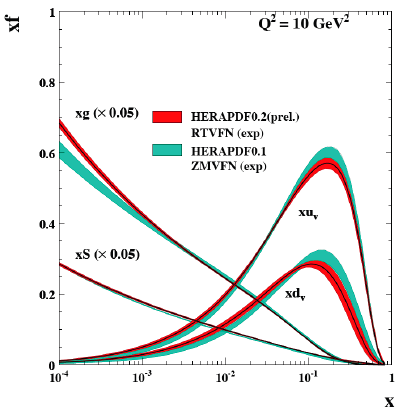 Q² = 10 GeV²
xf
1
0.8
0.6
0.4
0.2
0
xg (× 0.05)
HERAPDF0.2(prel.)
RTVFN (exp)
HERAPDF0.1
ZMVFN (exp)
xuᵥ
xS (× 0.05)
xdᵥ
10⁻⁴ 10⁻³ 10⁻² 10⁻¹ 1
x